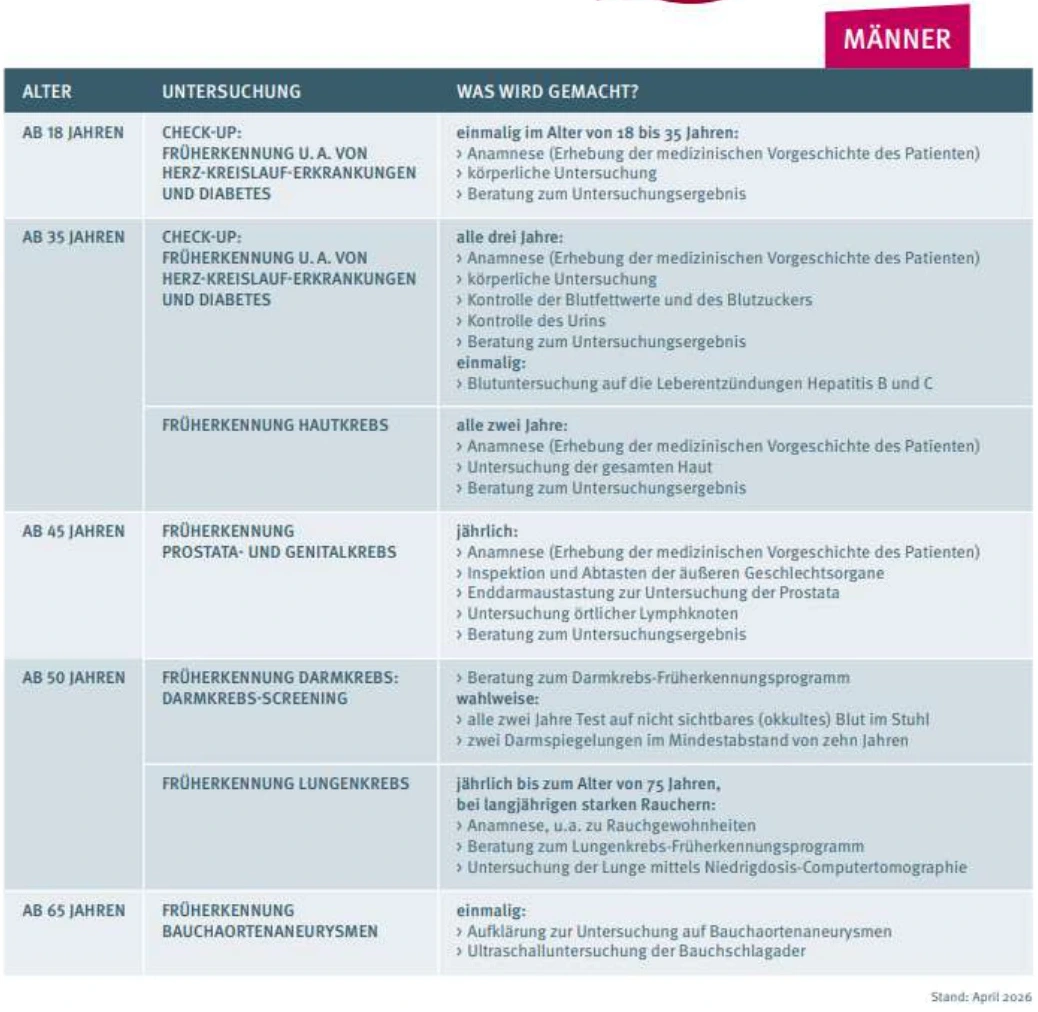 MÄNNER
ALTER UNTERSUCHUNG WAS WIRD GEMACHT?
AB 18 JAHREN
CHECK-UP:
FRÜHERKENNUNG U. A. VON
HERZ-KREISLAUF-ERKRANKUNGEN
UND DIABETES
einmalig im Alter von 18 bis 35 Jahren:
> Anamnese (Erhebung der medizinischen Vorgeschichte des Patienten)
> körperliche Untersuchung
> Beratung zum Untersuchungsergebnis
AB 35 JAHREN
CHECK-UP:
FRÜHERKENNUNG U. A. VON
HERZ-KREISLAUF-ERKRANKUNGEN
UND DIABETES
alle drei Jahre:
> Anamnese (Erhebung der medizinischen Vorgeschichte des Patienten)
> körperliche Untersuchung
> Kontrolle der Blutfettwerte und des Blutzuckers
> Kontrolle des Urins
> Beratung zum Untersuchungsergebnis
einmalig:
> Blutuntersuchung auf die Leberentzündungen Hepatitis B und C
FRÜHERKENNUNG HAUTKREBS
alle zwei Jahre:
> Anamnese (Erhebung der medizinischen Vorgeschichte des Patienten)
> Untersuchung der gesamten Haut
> Beratung zum Untersuchungsergebnis
AB 45 JAHREN
FRÜHERKENNUNG
PROSTATA- UND GENITALKREBS
jährlich:
> Anamnese (Erhebung der medizinischen Vorgeschichte des Patienten)
> Inspektion und Abtasten der äußeren Geschlechtsorgane
> Enddarmaustastung zur Untersuchung der Prostata
> Untersuchung örtlicher Lymphknoten
> Beratung zum Untersuchungsergebnis
AB 50 JAHREN
FRÜHERKENNUNG DARMKREBS:
DARMKREBS-SCREENING
> Beratung zum Darmkrebs-Früherkennungsprogramm
wahlweise:
> alle zwei Jahre Test auf nicht sichtbares (okkultes) Blut im Stuhl
> zwei Darmspiegelungen im Mindestabstand von zehn Jahren
FRÜHERKENNUNG LUNGENKREBS
jährlich bis zum Alter von 75 Jahren,
bei langjährigen starken Rauchern:
> Anamnese, u.a. zu Rauchgewohnheiten
> Beratung zum Lungenkrebs-Früherkennungsprogramm
> Untersuchung der Lunge mittels Niedrigdosis-Computertomographie
AB 65 JAHREN
FRÜHERKENNUNG
BAUCHAORTENANEURYSMEN
einmalig:
> Aufklärung zur Untersuchung auf Bauchaortenaneurysmen
> Ultraschalluntersuchung der Bauchschlagader
Stand: April 2026